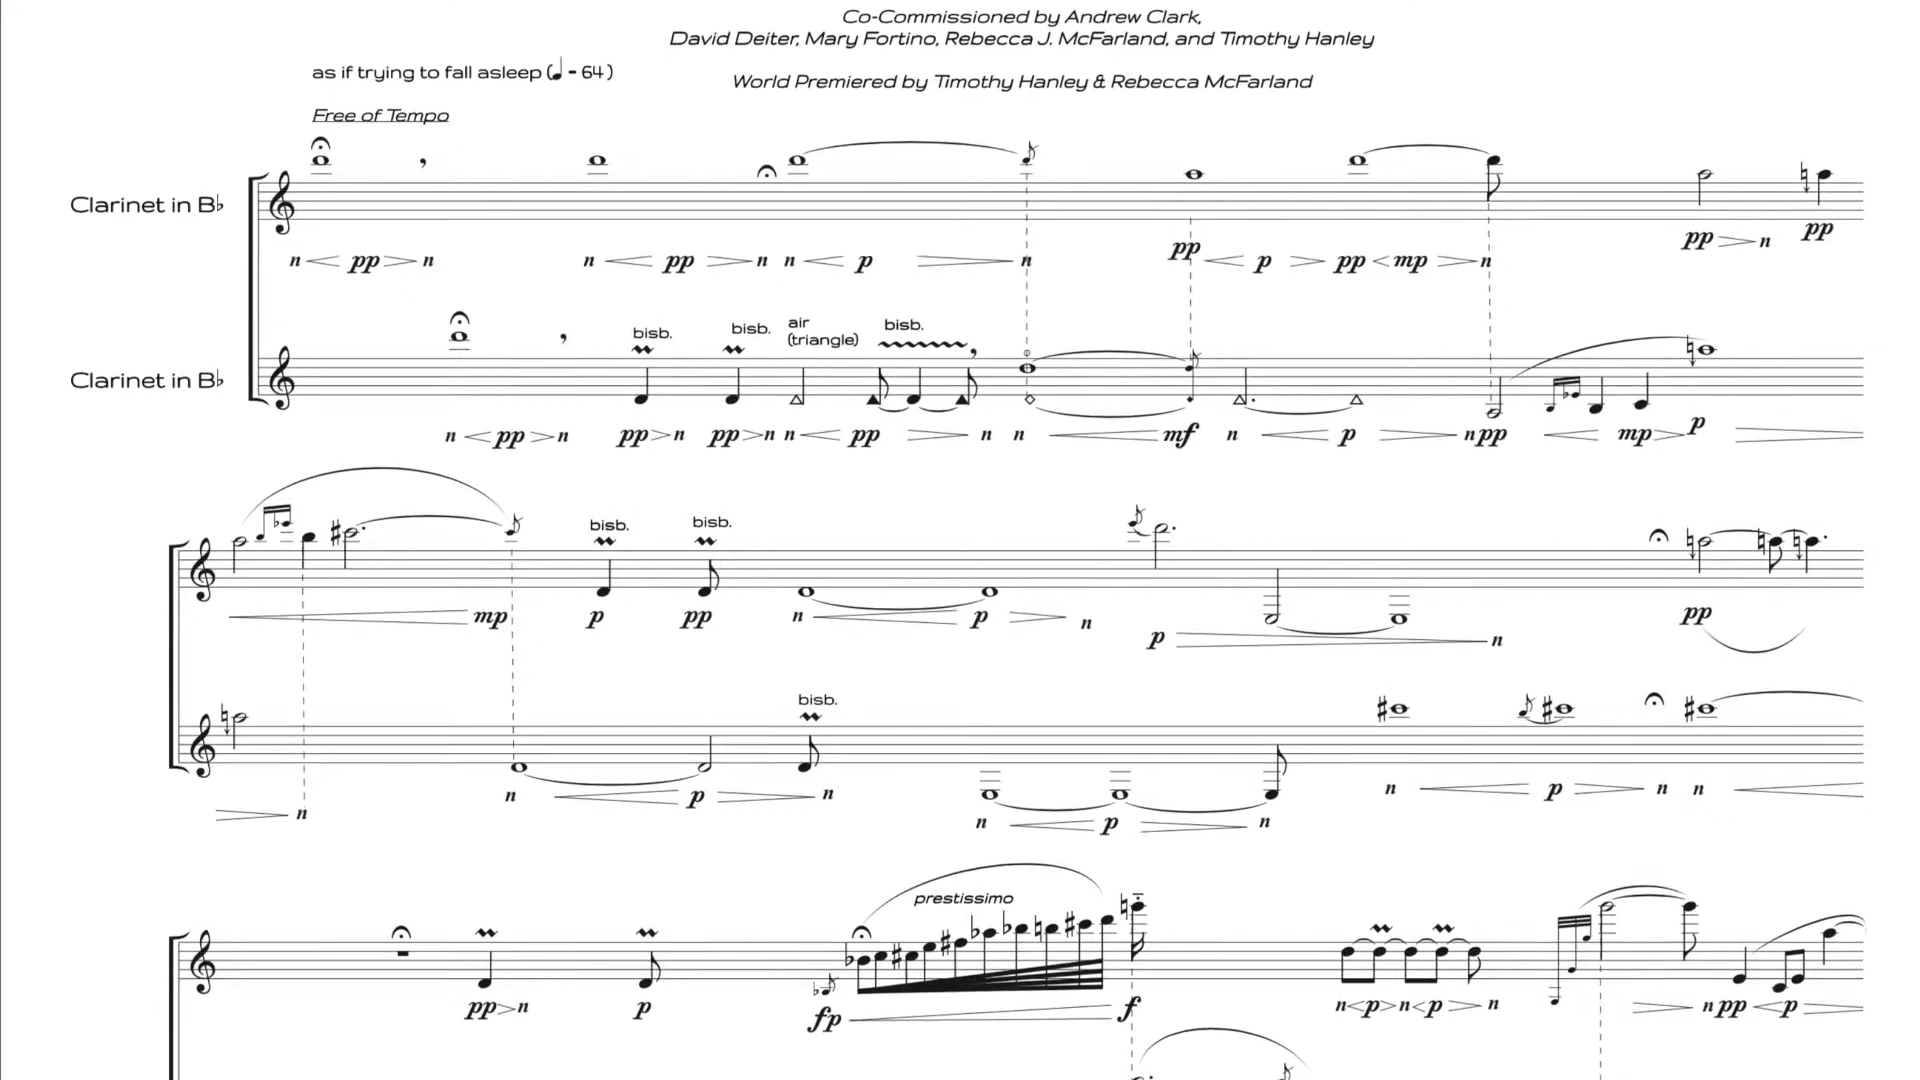 Co-Commissioned by Andrew Clark,
David Deiter, Mary Fortino, Rebecca J. McFarland, and Timothy Hanley
as if trying to fall asleep (♩ = 64 )
World Premiered by Timothy Hanley & Rebecca McFarland
Free of Tempo
Clarinet in B♭
n pp n n pp n n p n pp p pp mp n pp n pp
bisb. bisb. air (triangle) bisb.
Clarinet in B♭
n pp n pp n pp n n pp n n mf n p n pp mp p
bisb. bisb.
mp p pp n p n p n pp
bisb.
n n p n n p n n p n n
prestissimo
pp n p fp f n p n p n n pp p